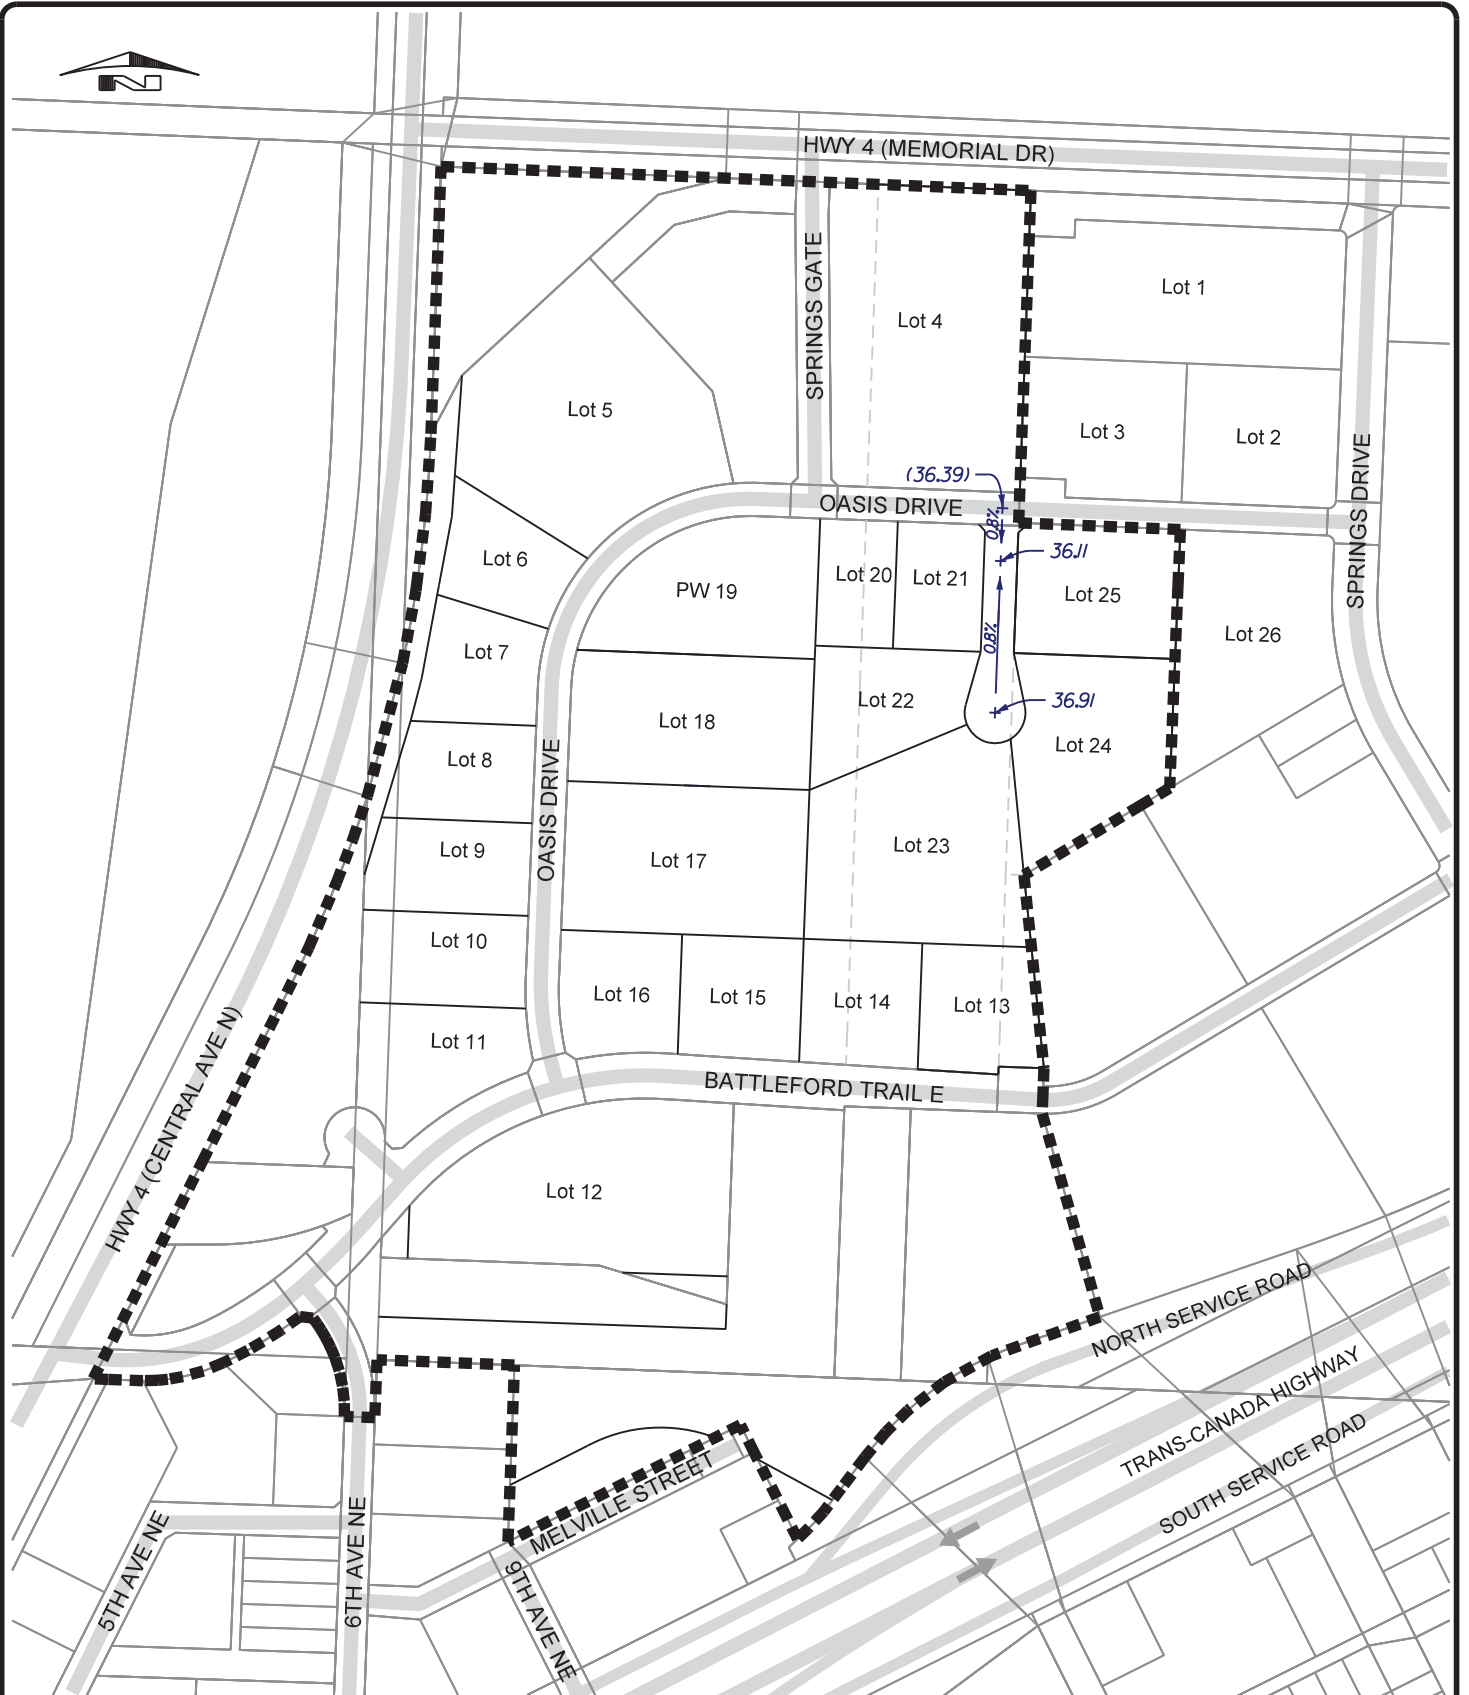 N
HWY 4 (MEMORIAL DR)
SPRINGS GATE
Lot 1
Lot 4
Lot 5
Lot 3
Lot 2
SPRINGS DRIVE
(36.39)
OASIS DRIVE
0.8%
36.11
Lot 6
PW 19
Lot 20
Lot 21
Lot 25
SPRINGS DRIVE
Lot 26
0.8%
Lot 7
Lot 18
Lot 22
36.91
Lot 24
Lot 8
OASIS DRIVE
Lot 9
Lot 17
Lot 23
Lot 10
Lot 16
Lot 15
Lot 14
Lot 13
Lot 11
HWY 4 (CENTRAL AVE N)
BATTLEFORD TRAIL E
Lot 12
NORTH SERVICE ROAD
TRANS-CANADA HIGHWAY
SOUTH SERVICE ROAD
MELVILLE STREET
5TH AVE NE
6TH AVE NE
9TH AVE NE